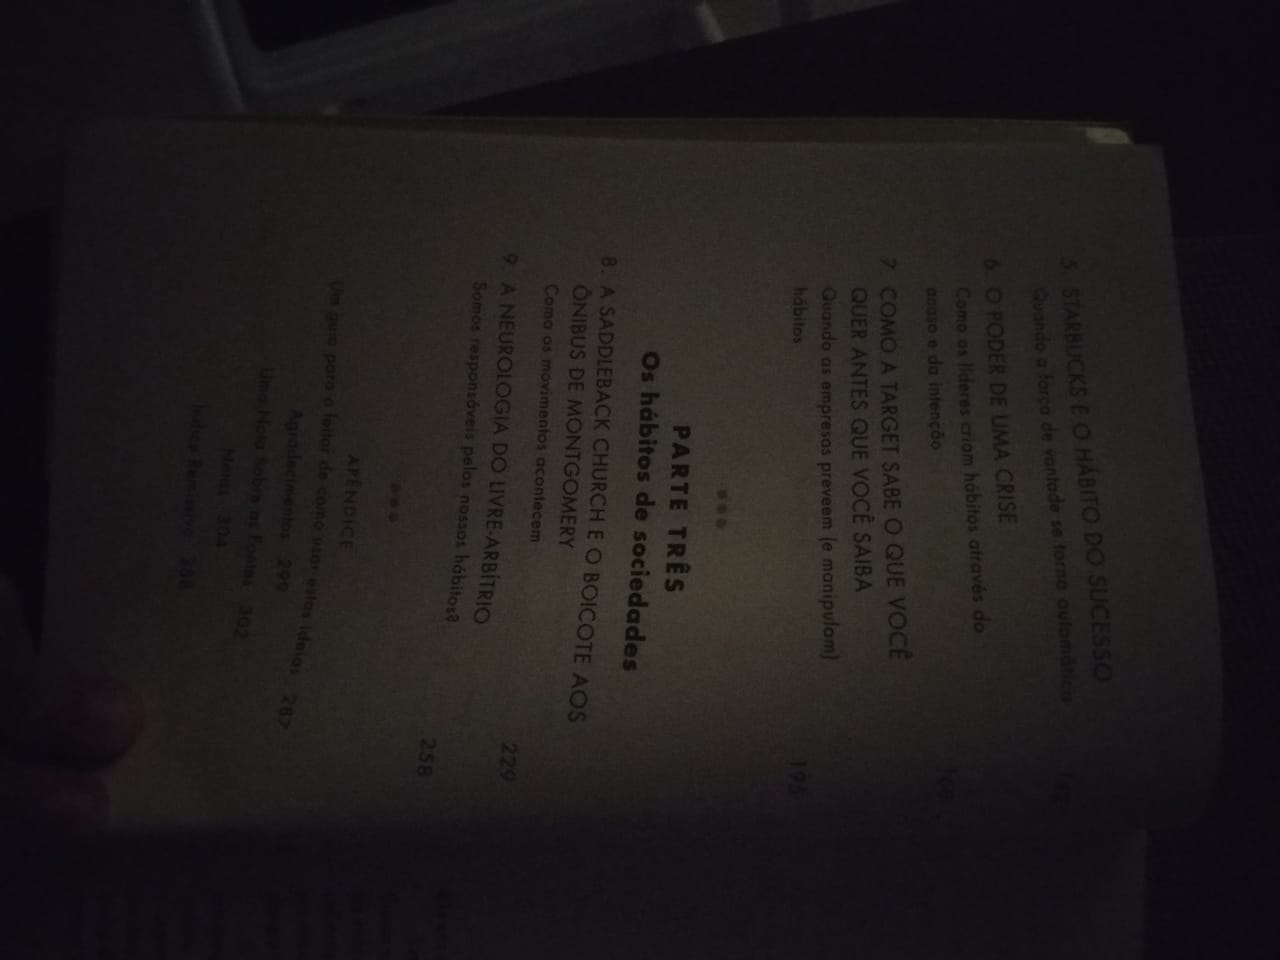 5. STARBUCKS E O HÁBITO DO SUCESSO
Quando a força de vontade se torna automática
6. O PODER DE UMA CRISE
Como os líderes criam hábitos através do
acaso e da intenção 169
7. COMO A TARGET SABE O QUE VOCÊ
QUER ANTES QUE VOCÊ SAIBA
Quando as empresas preveem (e manipulam)
hábitos 195
PARTE TRÊS
Os hábitos de sociedades
8. A SADDLEBACK CHURCH E O BOICOTE AOS
ÔNIBUS DE MONTGOMERY
Como os movimentos acontecem 229
9. A NEUROLOGIA DO LIVRE-ARBÍTRIO
Somos responsáveis pelos nossos hábitos? 258
APÊNDICE
Um guia para o leitor de como usar estas ideias 287
Agradecimentos 299
Uma Nota Sobre as Fontes 302
Notas 304
Índice Remissivo